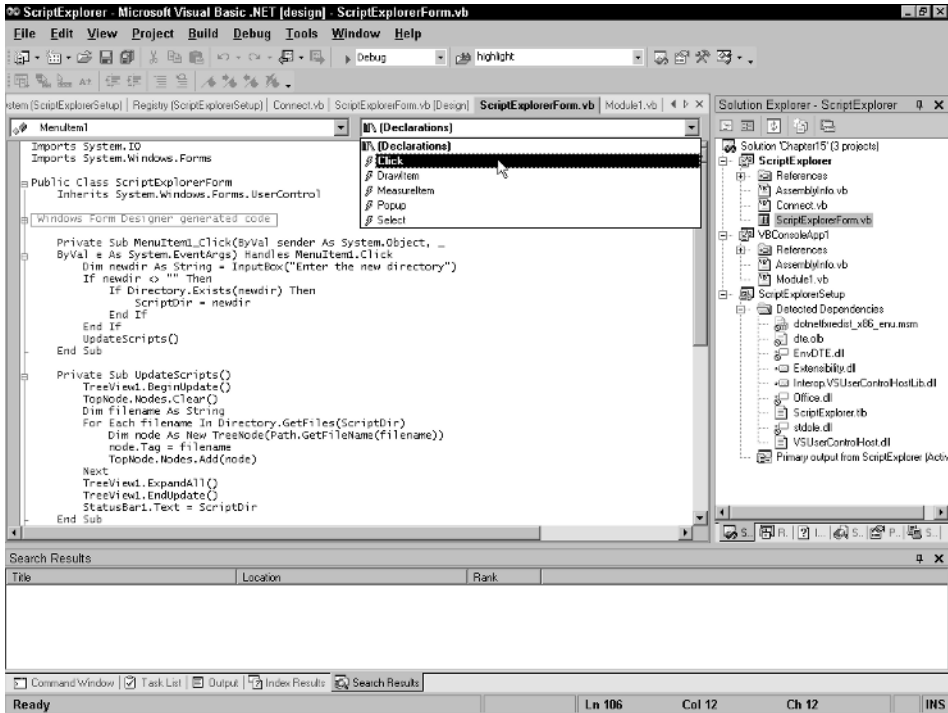 ScriptExplorer - Microsoft Visual Basic .NET [design] - ScriptExplorerForm.vb
File Edit View Project Build Debug Tools Window Help
Debug highlight
stem (ScriptExplorerSetup) | Registry (ScriptExplorerSetup) | Connect.vb | ScriptExplorerForm.vb [Design] ScriptExplorerForm.vb Module1.vb
MenuItem1
(Declarations)
(Declarations)
Click
DrawItem
MeasureItem
Popup
Select
Imports System.IO
Imports System.Windows.Forms
Public Class ScriptExplorerForm
Inherits System.Windows.Forms.UserControl
Windows Form Designer generated code
Private Sub MenuItem1_Click(ByVal sender As System.Object, _
ByVal e As System.EventArgs) Handles MenuItem1.Click
Dim newdir As String = InputBox("Enter the new directory")
If newdir <> "" Then
If Directory.Exists(newdir) Then
ScriptDir = newdir
End If
End If
UpdateScripts()
End Sub
Private Sub UpdateScripts()
TreeView1.BeginUpdate()
TopNode.Nodes.Clear()
Dim filename As String
For Each filename In Directory.GetFiles(ScriptDir)
Dim node As New TreeNode(Path.GetFileName(filename))
node.Tag = filename
TopNode.Nodes.Add(node)
Next
TreeView1.ExpandAll()
TreeView1.EndUpdate()
StatusBar1.Text = ScriptDir
End Sub
Solution Explorer - ScriptExplorer
Solution 'Chapter15' (3 projects)
ScriptExplorer
References
AssemblyInfo.vb
Connect.vb
ScriptExplorerForm.vb
VBConsoleApp1
References
AssemblyInfo.vb
Module1.vb
ScriptExplorerSetup
Detected Dependencies
dotnetfxredist_x86_enu.msm
dte.olb
EnvDTE.dll
Extensibility.dll
Interop.VSUserControlHostLib.dll
Office.dll
ScriptExplorer.tlb
stdole.dll
VSUserControlHost.dll
Primary output from ScriptExplorer (Activ
S... R... I... S... P... S...
Search Results
Title Location Rank
Command Window Task List Output Index Results Search Results
Ready Ln 106 Col 12 Ch 12 INS